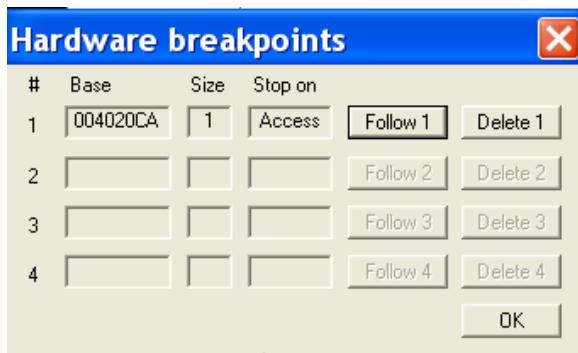 Hardware breakpoints
# Base Size Stop on
1 004020CA 1 Access Follow 1 Delete 1
2 Follow 2 Delete 2
3 Follow 3 Delete 3
4 Follow 4 Delete 4
OK